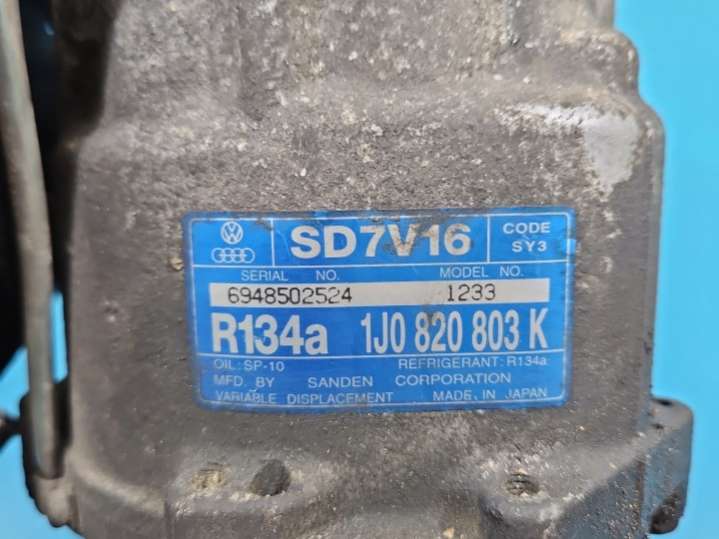 SD7V16
CODE
SY3
SERIAL NO. MODEL NO.
6948502524 1233
R134a 1J0 820 803 K
OIL: SP-10 REFRIGERANT: R134a
MFD. BY SANDEN CORPORATION
VARIABLE DISPLACEMENT MADE IN JAPAN